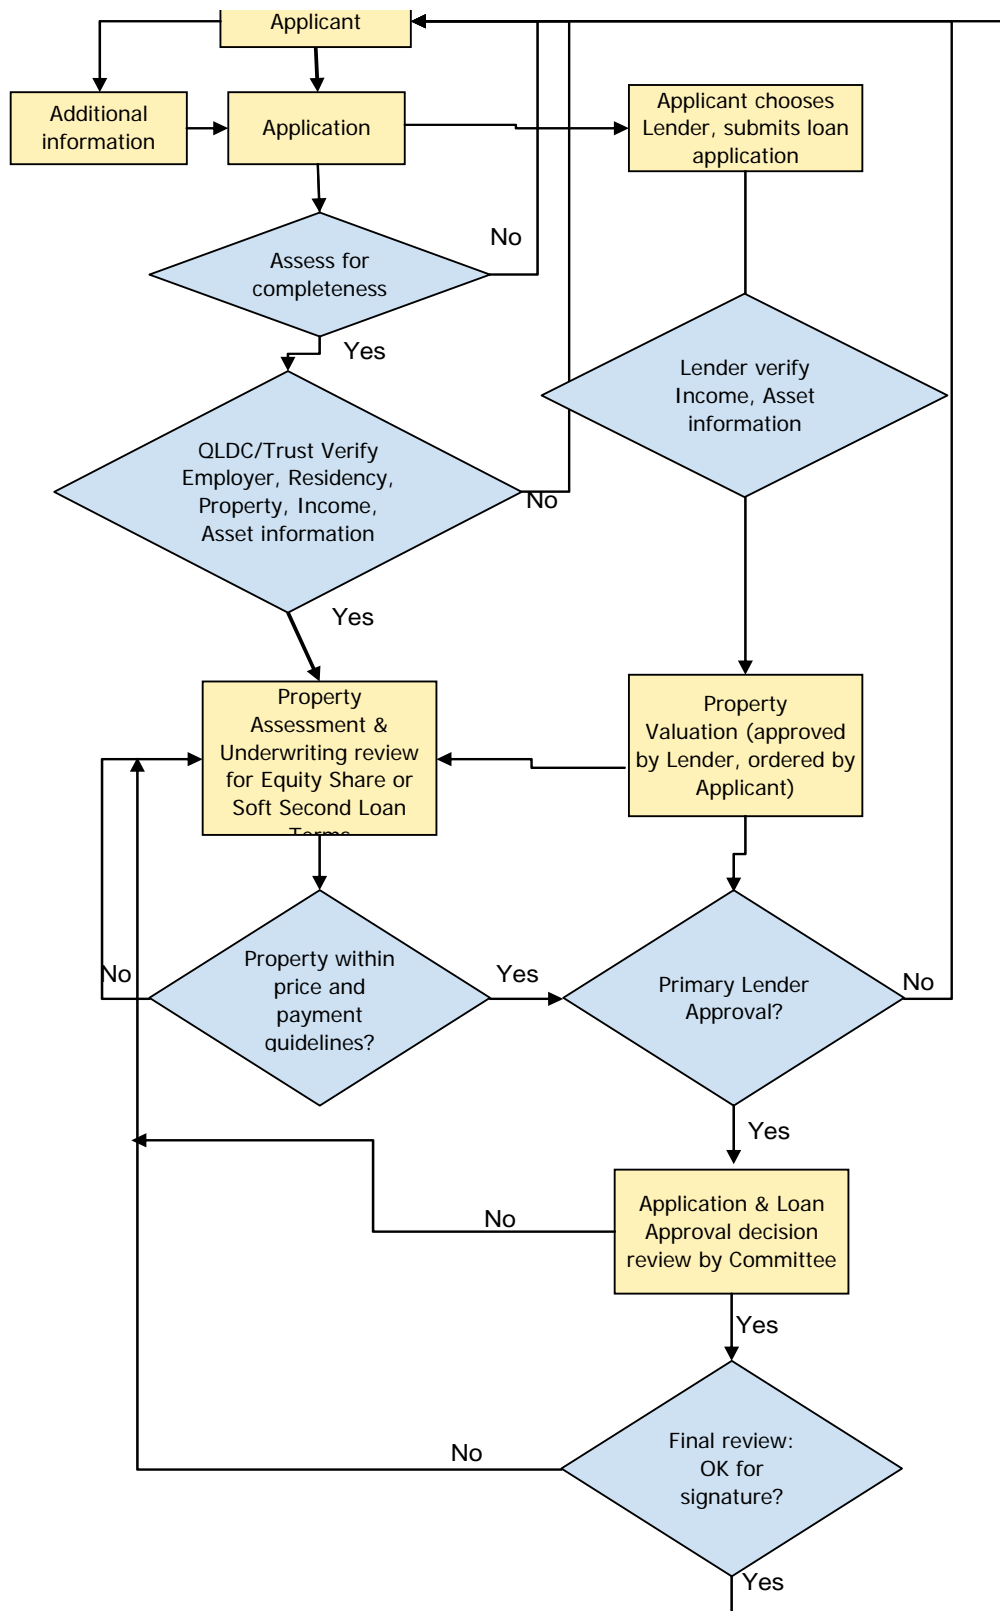 Applicant
Additional
information
Application
Applicant chooses
Lender, submits loan
application
No
Assess for
completeness
Yes
Lender verify
Income, Asset
information
QLDC/Trust Verify
Employer, Residency,
Property, Income,
Asset information
No
Yes
Property
Assessment &
Underwriting review
for Equity Share or
Soft Second Loan
Terms
Property
Valuation (approved
by Lender, ordered by
Applicant)
No
Property within
price and
payment
guidelines?
Yes
Primary Lender
Approval?
No
Yes
Application & Loan
Approval decision
review by Committee
No
Yes
Final review:
OK for
signature?
No
Yes